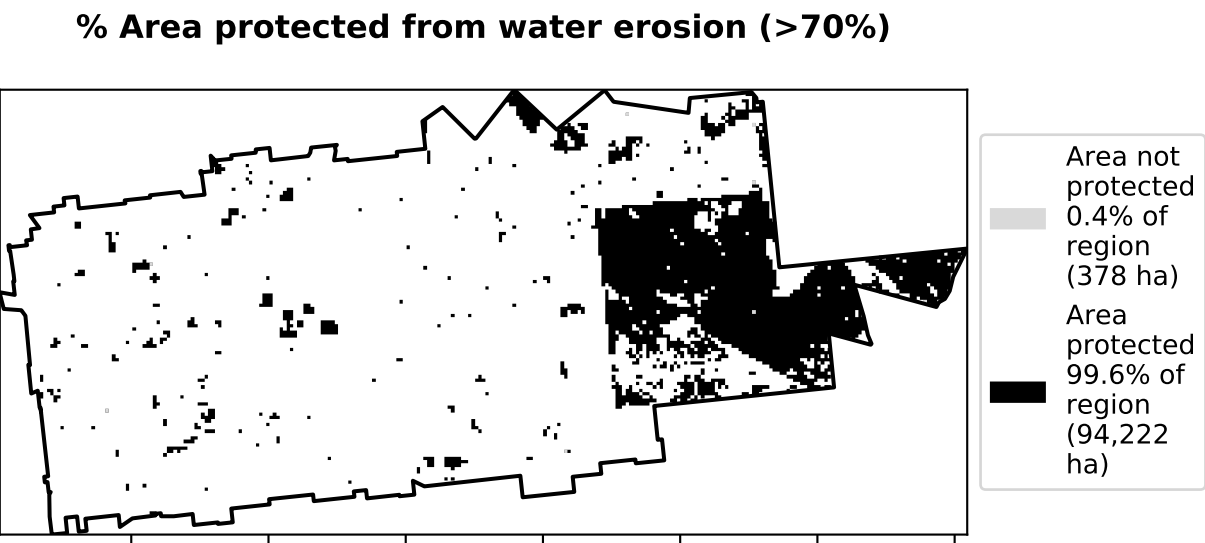 % Area protected from water erosion (>70%)
Area not
protected
0.4% of
region
(378 ha)
Area
protected
99.6% of
region
(94,222
ha)